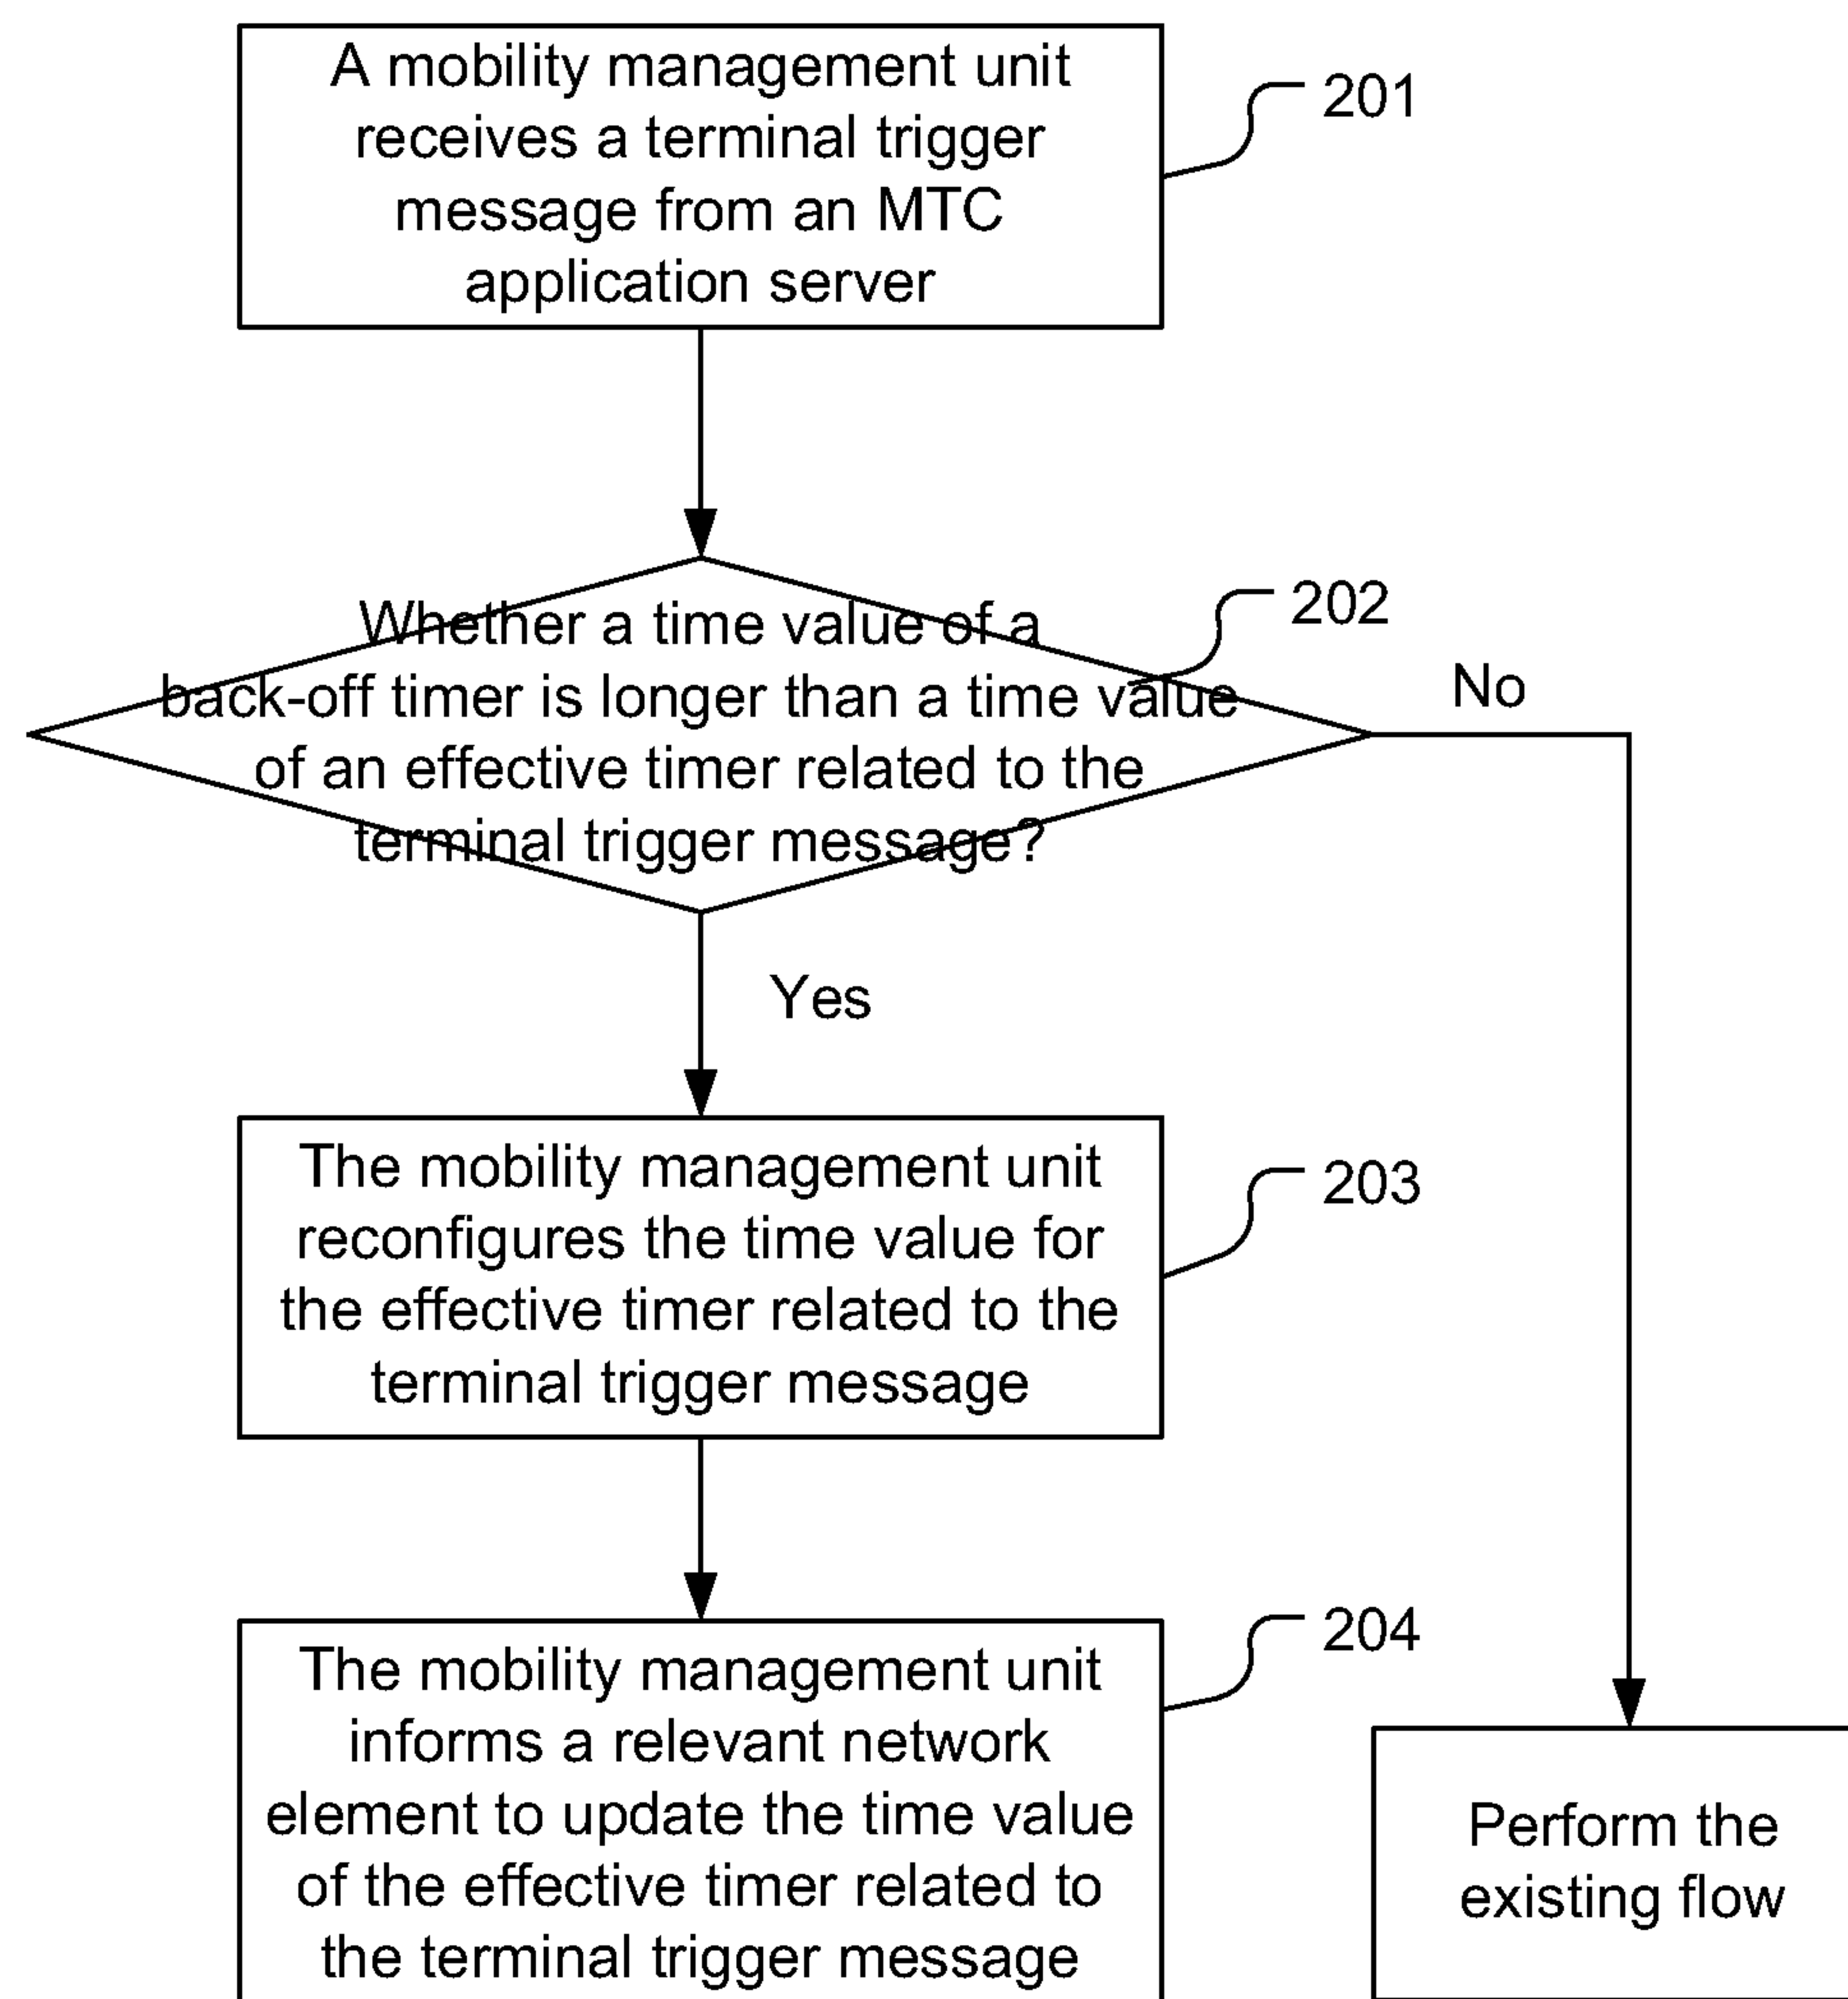 A mobility management unit
receives a terminal trigger
message from an MTC
application server
201
Whether a time value of a
back-off timer is longer than a time value
of an effective timer related to the
terminal trigger message?
202
No
Yes
The mobility management unit
reconfigures the time value for
the effective timer related to the
terminal trigger message
203
The mobility management unit
informs a relevant network
element to update the time value
of the effective timer related to
the terminal trigger message
204
Perform the
existing flow